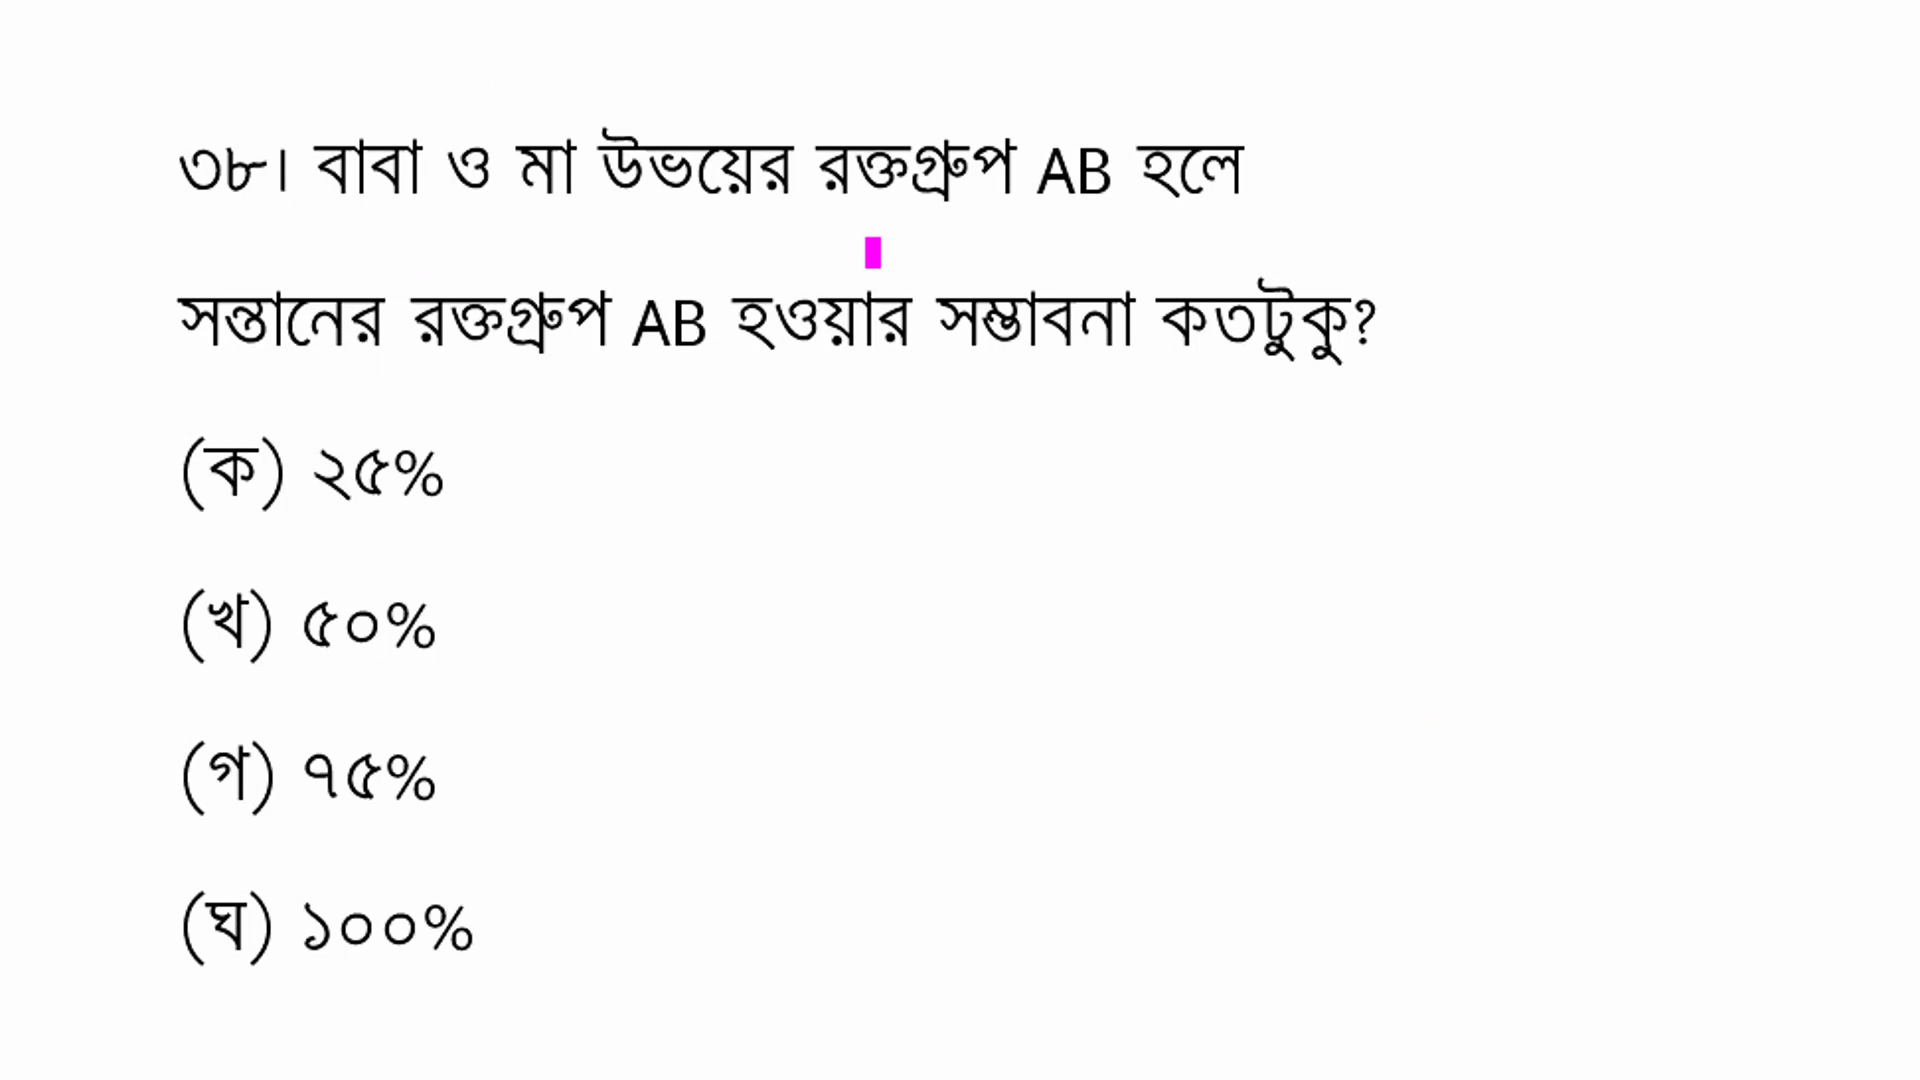 ৩৮। বাবা ও মা উভয়ের রক্তগ্রুপ AB হলে
সন্তানের রক্তগ্রুপ AB হওয়ার সম্ভাবনা কতটুকু?
(ক) ২৫%
(খ) ৫০%
(গ) ৭৫%
(ঘ) ১০০%